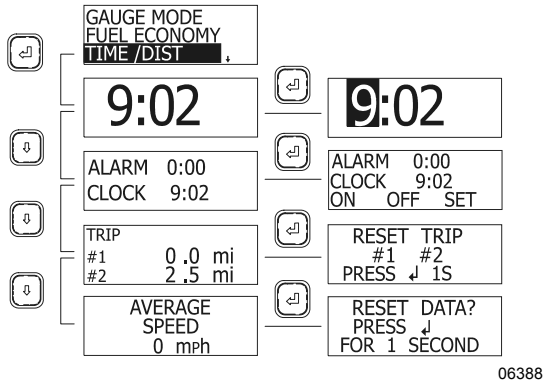 GAUGE MODE
FUEL ECONOMY
TIME /DIST
9:02
9:02
ALARM 0:00
CLOCK 9:02
ALARM 0:00
CLOCK 9:02
ON OFF SET
TRIP
#1 0.0 mi
#2 2.5 mi
RESET TRIP
#1 #2
PRESS ↲ 1S
AVERAGE
SPEED
0 mPh
RESET DATA?
PRESS ↲
FOR 1 SECOND
06388